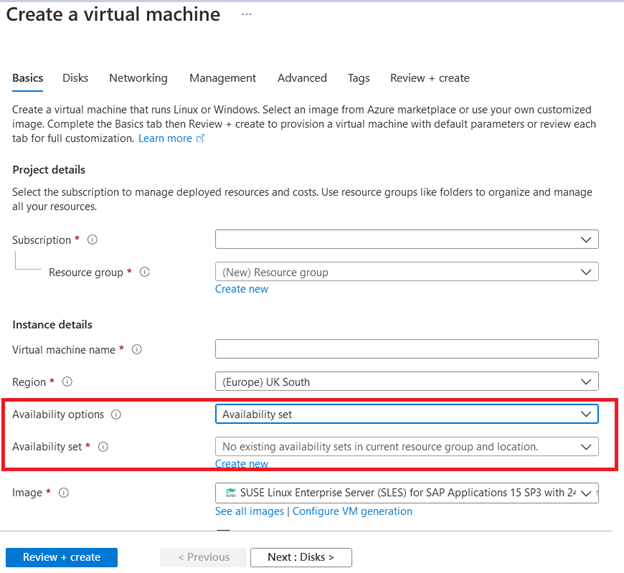 Create a virtual machine ...
Basics Disks Networking Management Advanced Tags Review + create
Create a virtual machine that runs Linux or Windows. Select an image from Azure marketplace or use your own customized
image. Complete the Basics tab then Review + create to provision a virtual machine with default parameters or review each
tab for full customization. Learn more
Project details
Select the subscription to manage deployed resources and costs. Use resource groups like folders to organize and manage
all your resources.
Subscription *
Resource group * (New) Resource group
Create new
Instance details
Virtual machine name *
Region * (Europe) UK South
Availability options Availability set
Availability set * No existing availability sets in current resource group and location.
Create new
Image * SUSE Linux Enterprise Server (SLES) for SAP Applications 15 SP3 with 24
See all images | Configure VM generation
Review + create < Previous Next : Disks >